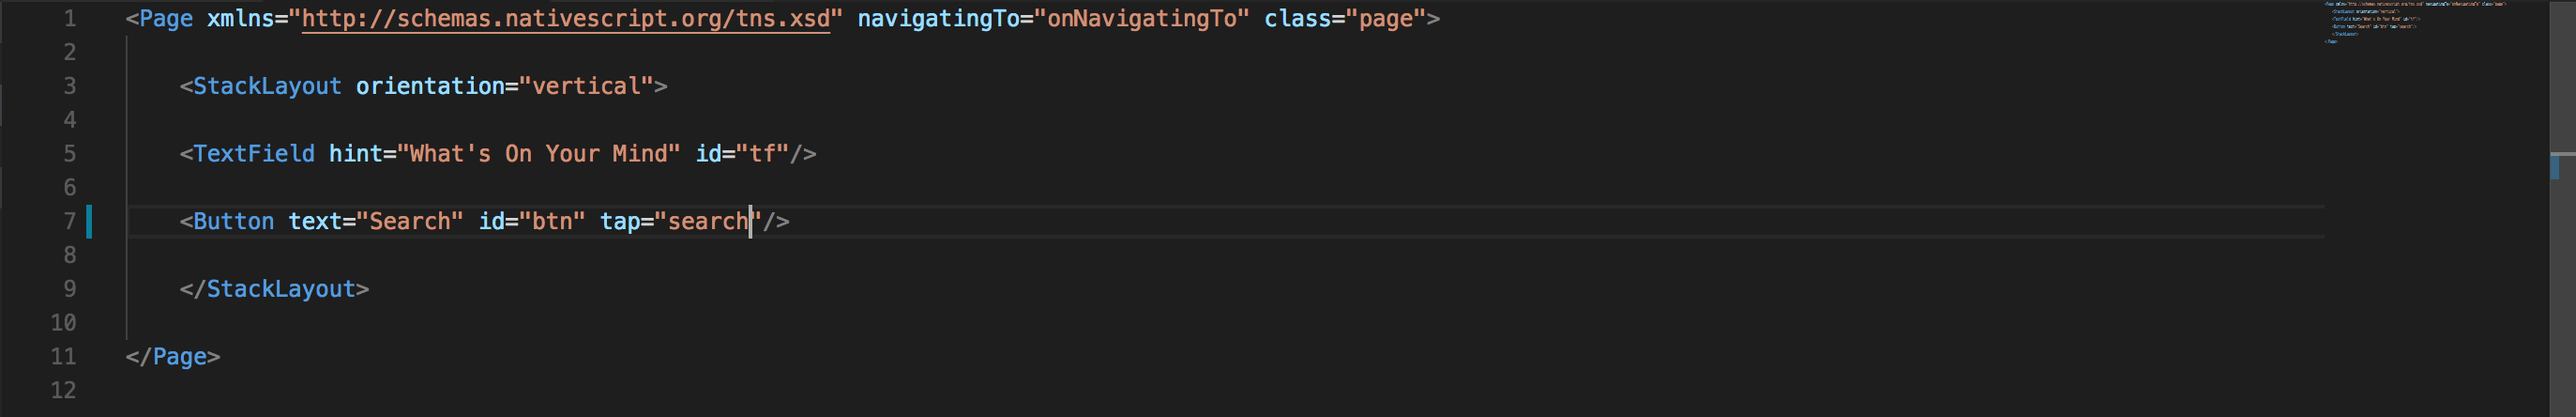 1 <Page xmlns="http://schemas.nativescript.org/tns.xsd" navigatingTo="onNavigatingTo" class="page">
2
3 <StackLayout orientation="vertical">
4
5 <TextField hint="What's On Your Mind" id="tf"/>
6
7 <Button text="Search" id="btn" tap="search"/>
8
9 </StackLayout>
10
11 </Page>
12